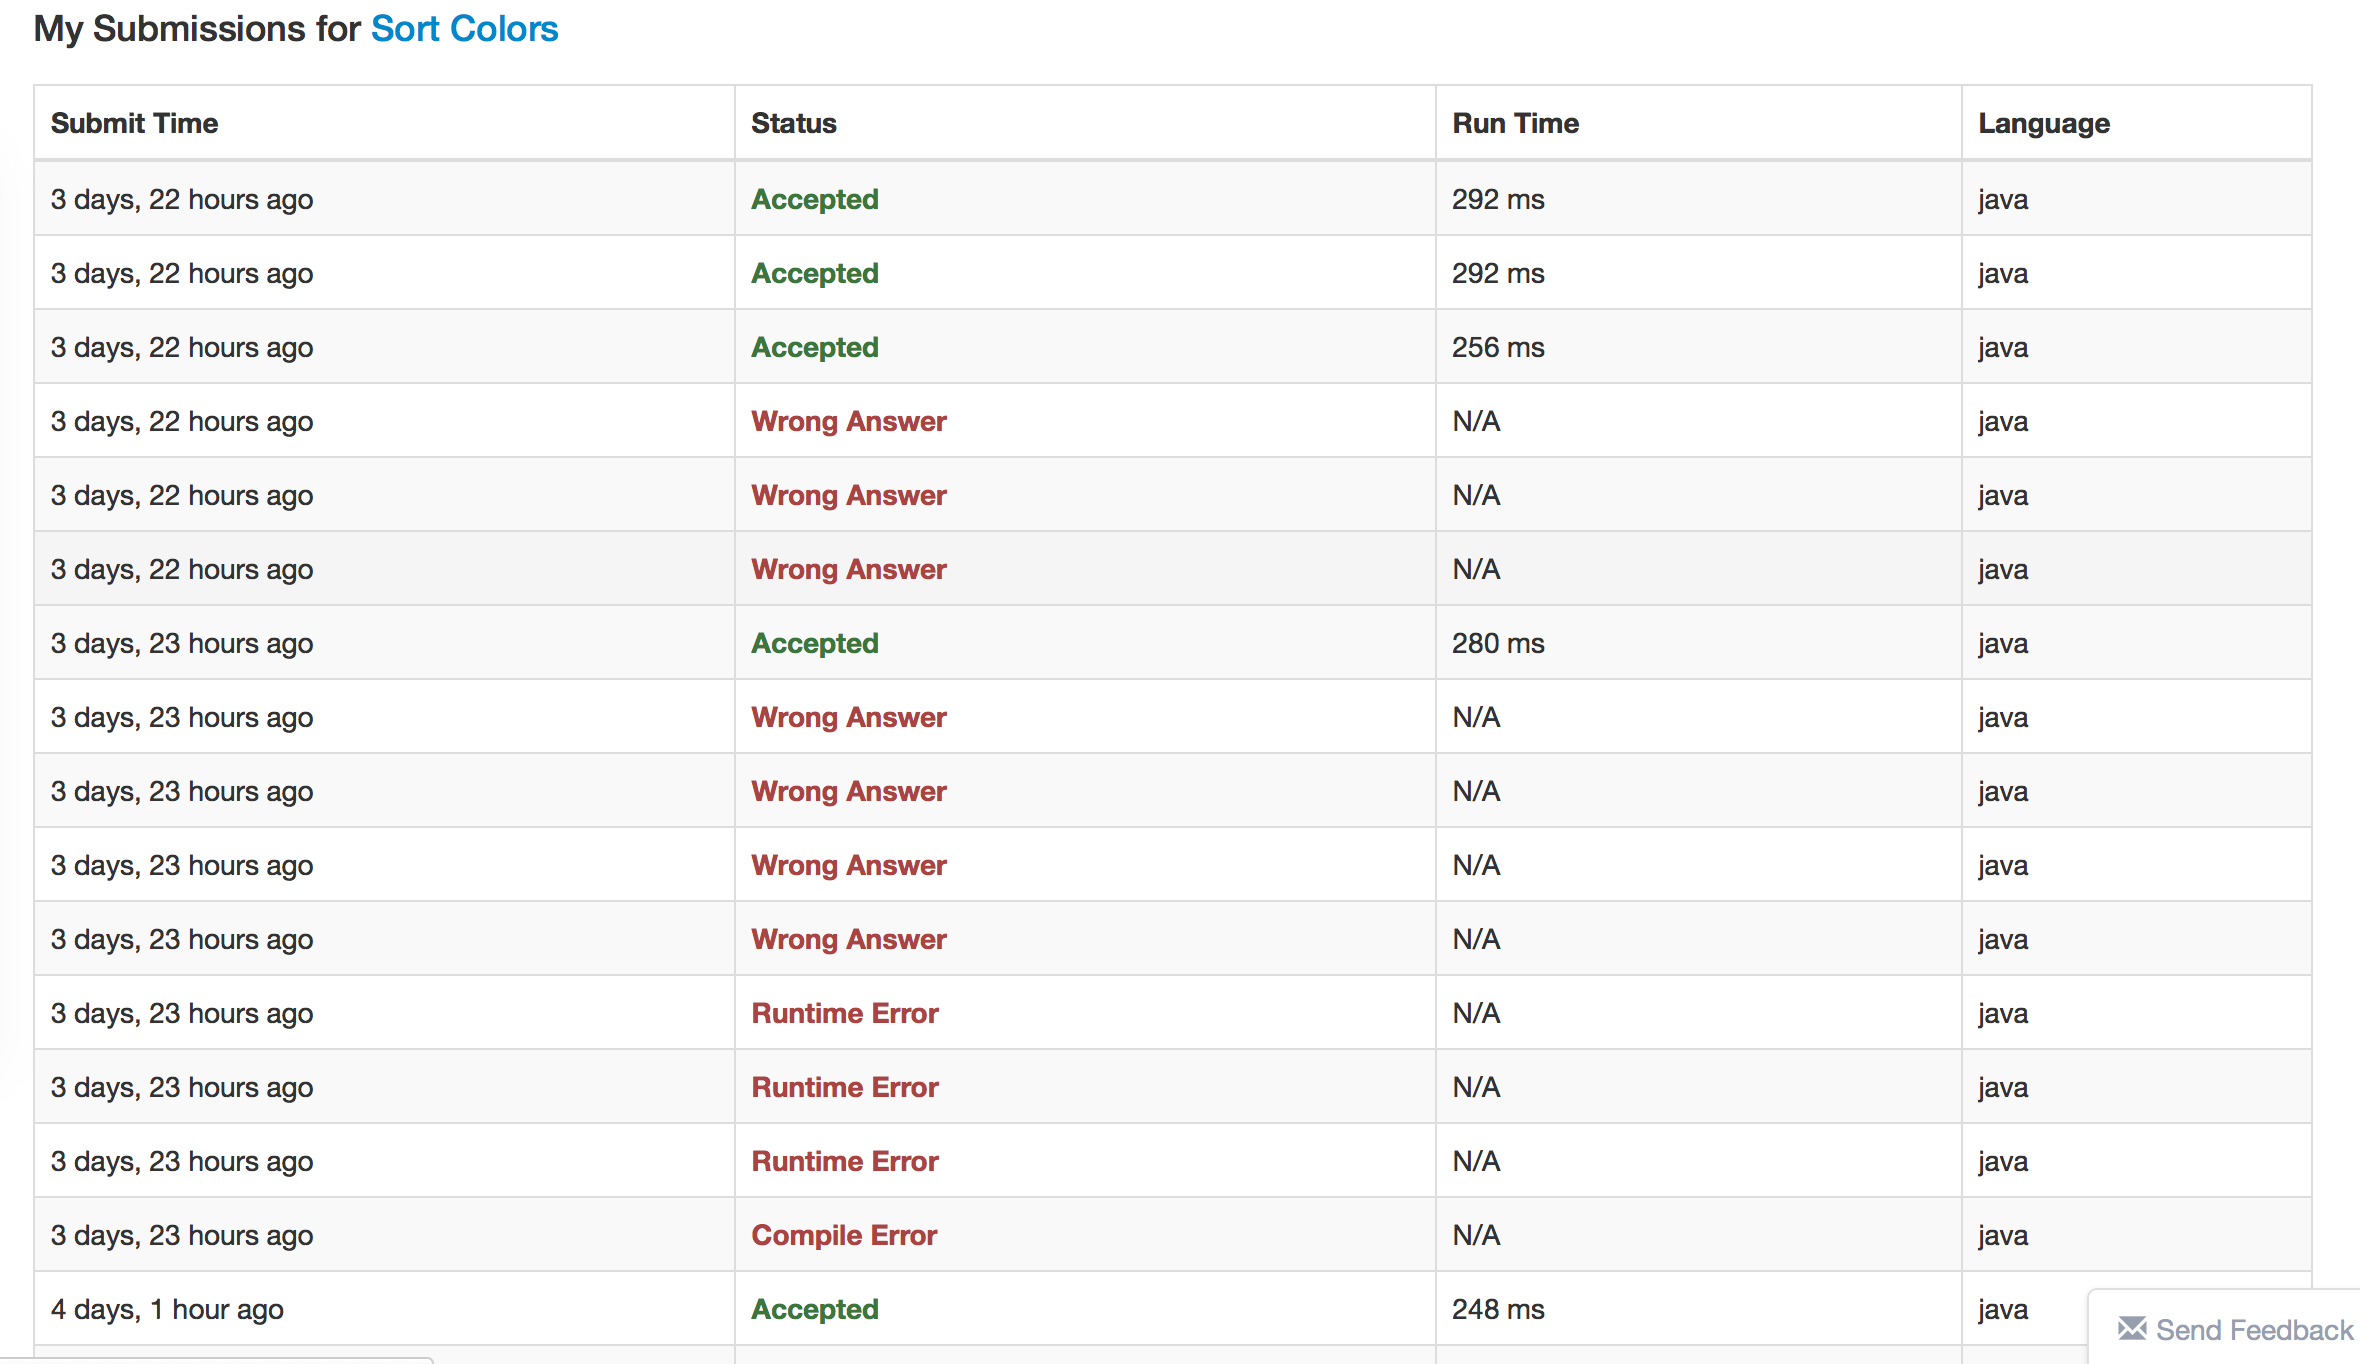 My Submissions for Sort Colors
Submit Time Status Run Time Language
3 days, 22 hours ago Accepted 292 ms java
3 days, 22 hours ago Accepted 292 ms java
3 days, 22 hours ago Accepted 256 ms java
3 days, 22 hours ago Wrong Answer N/A java
3 days, 22 hours ago Wrong Answer N/A java
3 days, 22 hours ago Wrong Answer N/A java
3 days, 23 hours ago Accepted 280 ms java
3 days, 23 hours ago Wrong Answer N/A java
3 days, 23 hours ago Wrong Answer N/A java
3 days, 23 hours ago Wrong Answer N/A java
3 days, 23 hours ago Wrong Answer N/A java
3 days, 23 hours ago Runtime Error N/A java
3 days, 23 hours ago Runtime Error N/A java
3 days, 23 hours ago Runtime Error N/A java
3 days, 23 hours ago Compile Error N/A java
4 days, 1 hour ago Accepted 248 ms java
Send Feedback